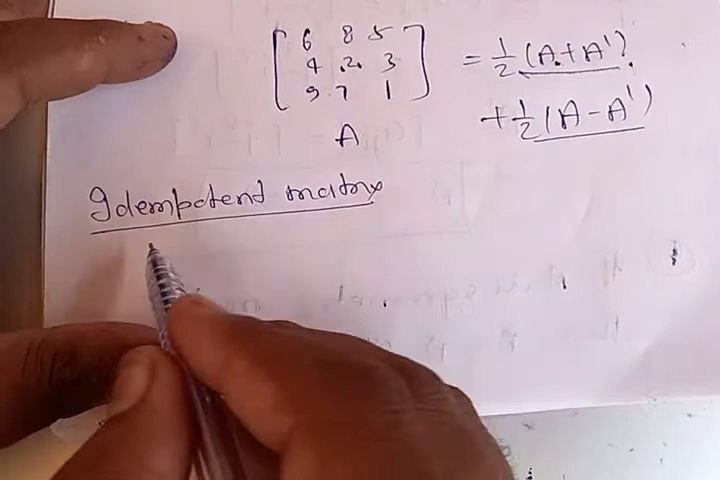 6 8 5
4 2 3
9 7 1
= 1/2 (A + A')
+ 1/2 (A - A')
A
Idempotent matrix